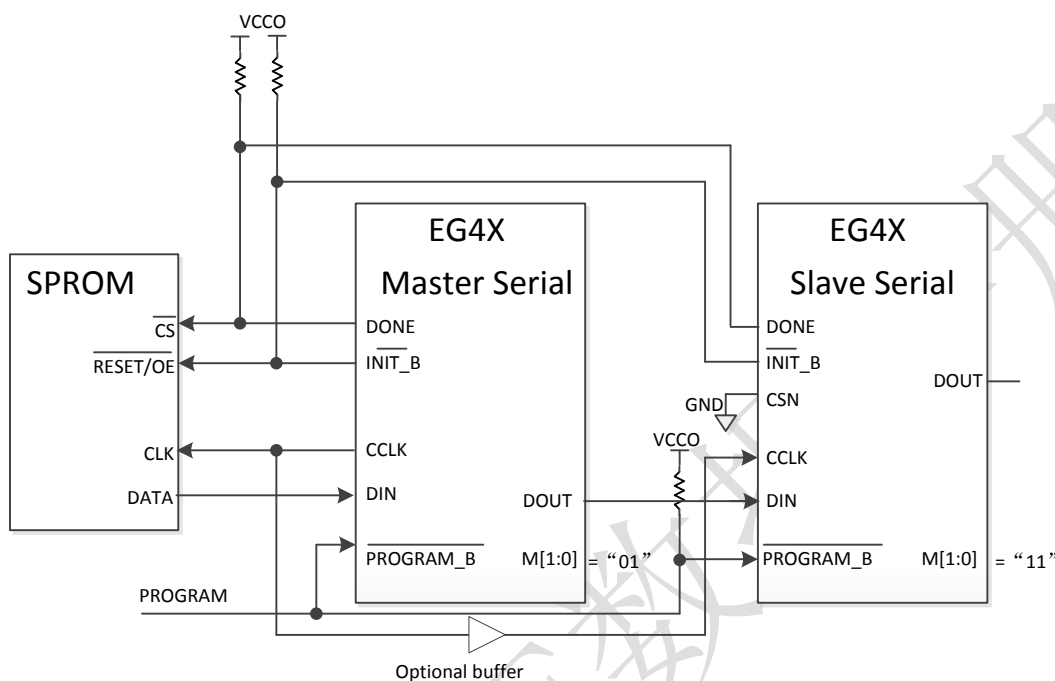 VCCO
EG4X
Master Serial
EG4X
Slave Serial
SPROM
CS
DONE
DONE
RESET/OE
INIT_B
INIT_B
DOUT
CSN
GND
VCCO
CLK
CCLK
CCLK
DATA
DIN
DOUT
DIN
PROGRAM_B
M[1:0] = “01”
PROGRAM_B
M[1:0] = “11”
PROGRAM
Optional buffer
数